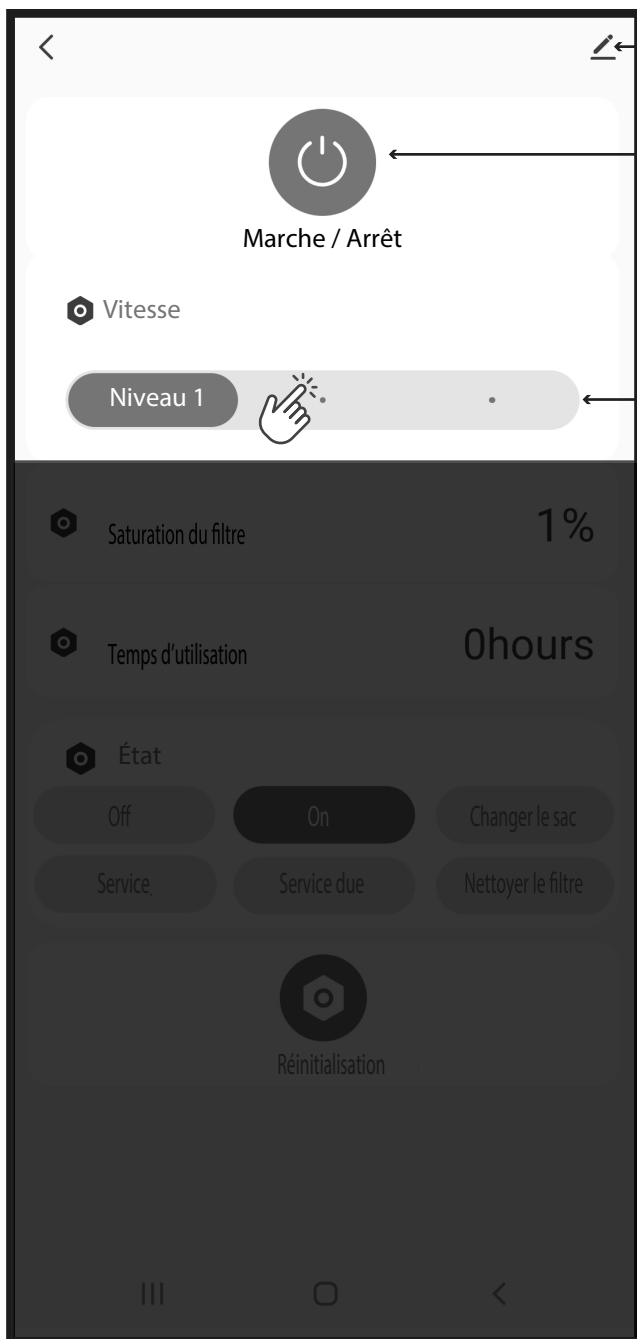 Marche / Arrêt
Vitesse
Niveau 1
Saturation du filtre 1%
Temps d’utilisation 0hours
État
Off On Changer le sac
Service. Service due Nettoyer le filtre
Réinitialisation